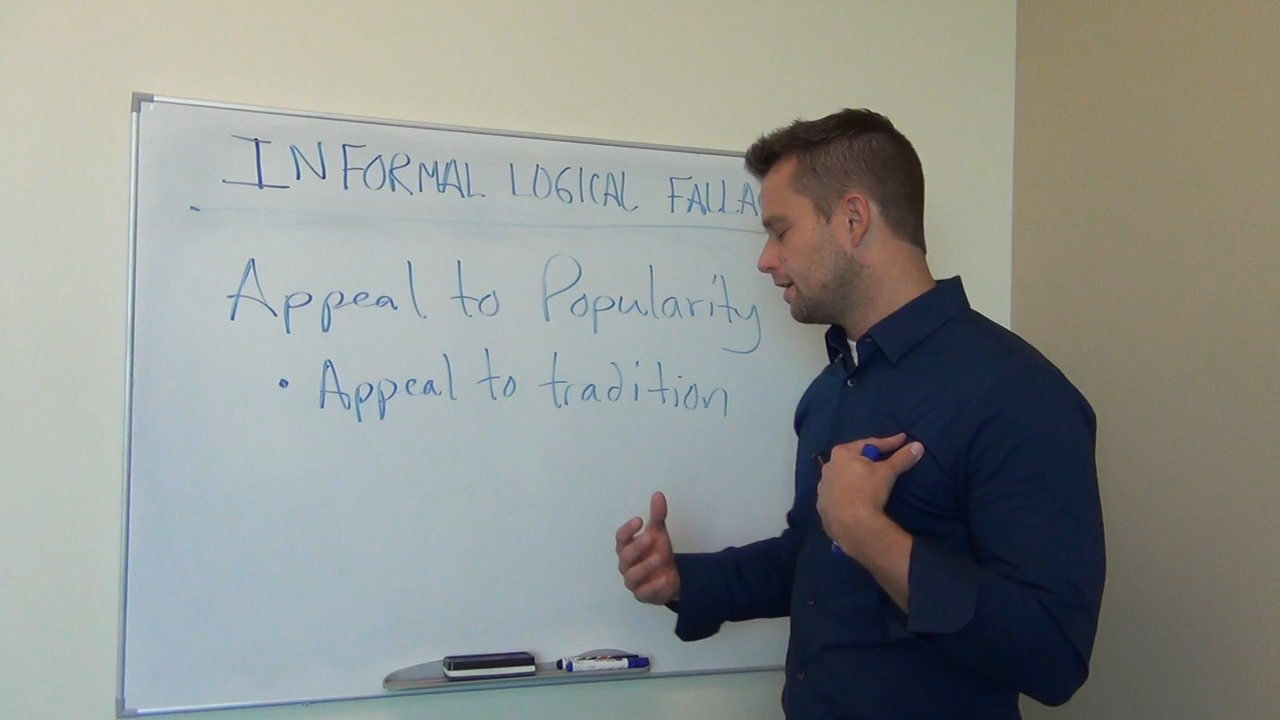 INFORMAL LOGICAL FALLA
Appeal to Popularity
• Appeal to tradition